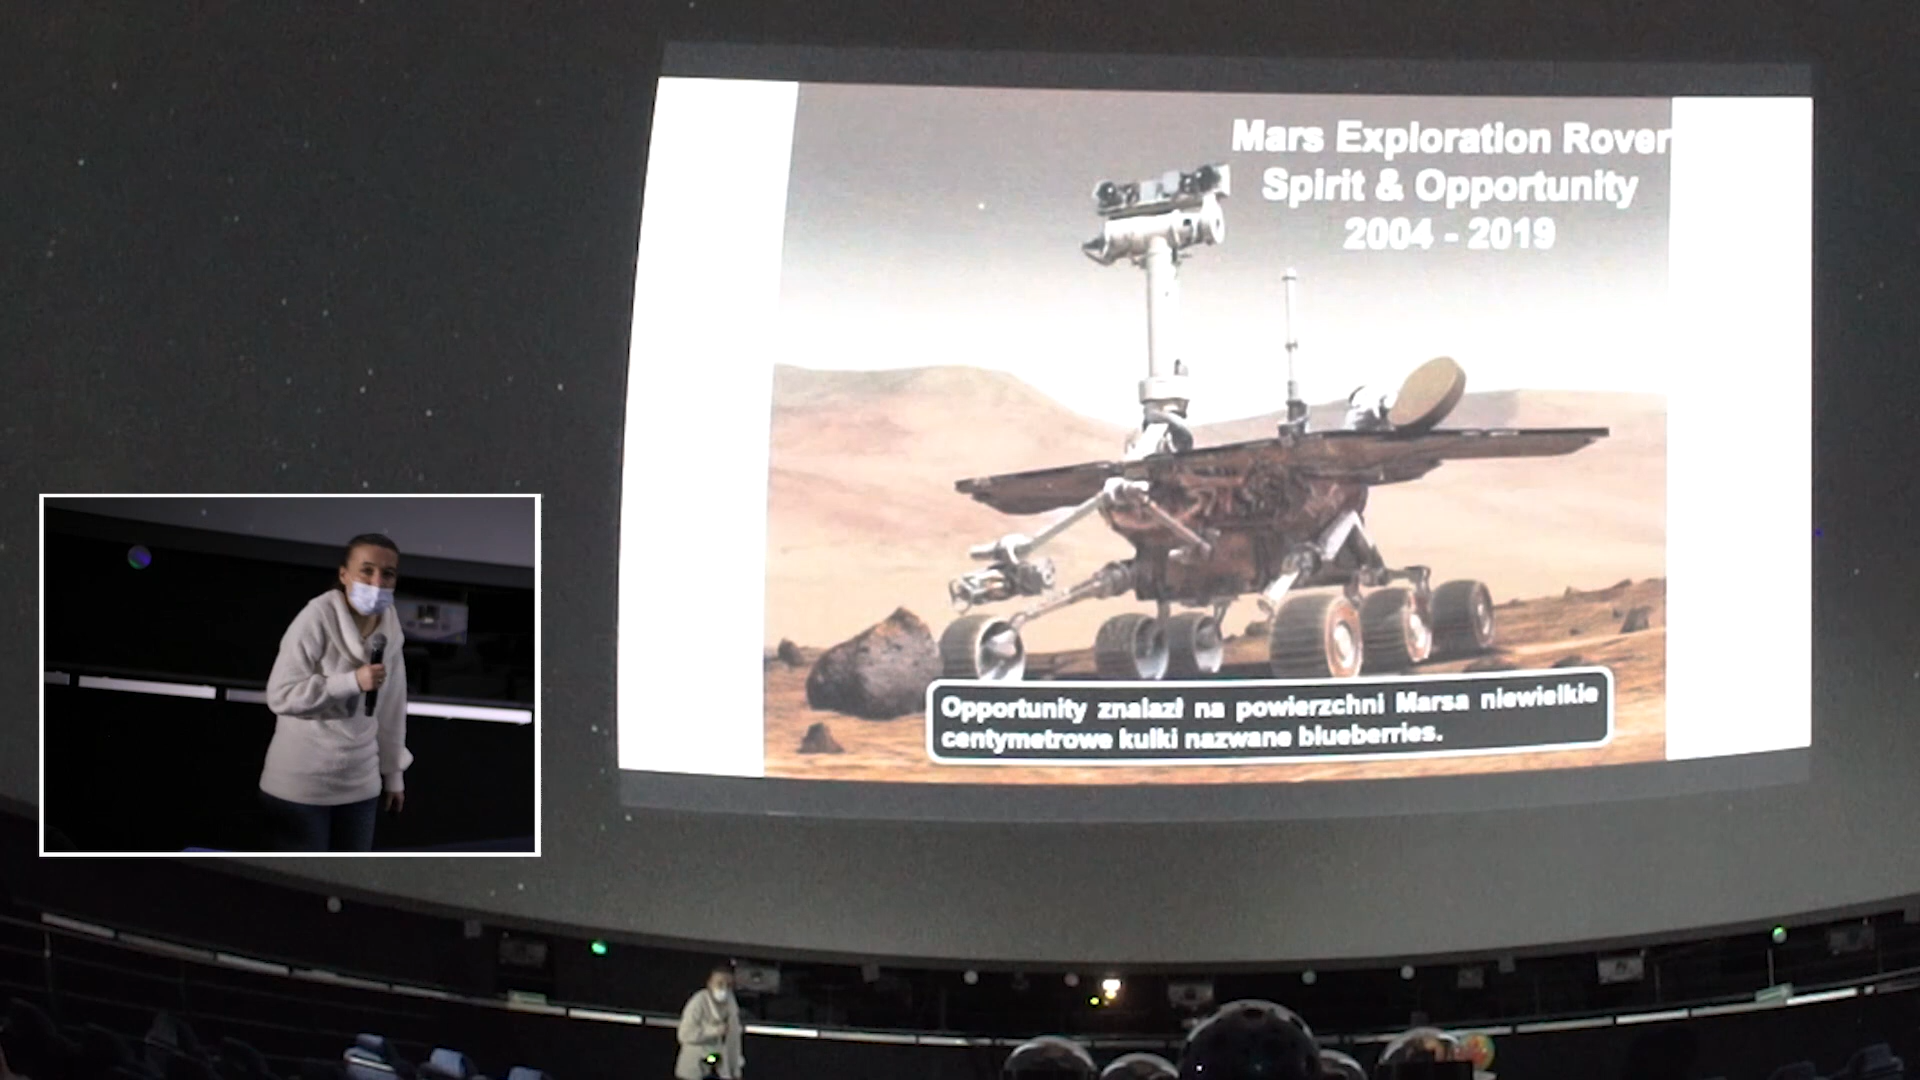 Mars Exploration Rover
Spirit & Opportunity
2004 - 2019
Opportunity znalazł na powierzchni Marsa niewielkie
centymetrowe kulki nazwane blueberries.